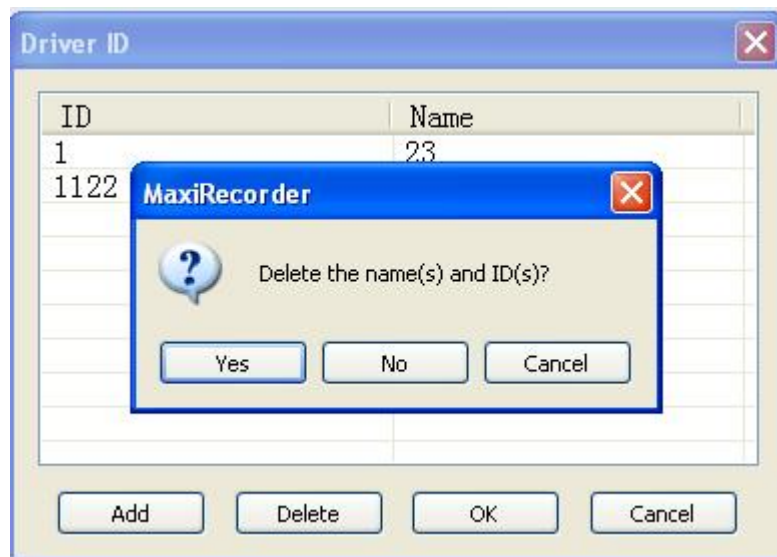 Driver ID
ID Name
1 23
1122
MaxiRecorder
Delete the name(s) and ID(s)?
Yes No Cancel
Add Delete OK Cancel